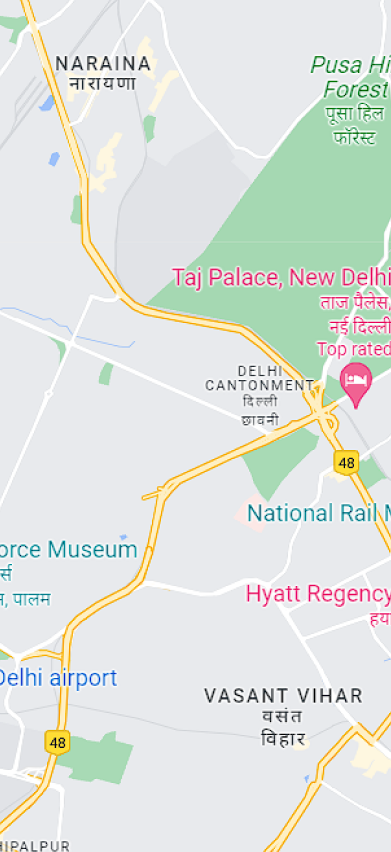 NARAINA
नारायणा
Pusa Hi
Forest
पूसा हिल
फॉरेस्ट
Taj Palace, New Delhi
ताज पैलेस,
नई दिल्ली
Top rated
DELHI
CANTONMENT
दिल्ली
छावनी
48
National Rail M
orce Museum
र्स
म, पालम
Hyatt Regency
हय
Delhi airport
VASANT VIHAR
वसंत
विहार
48
HIPALPUR